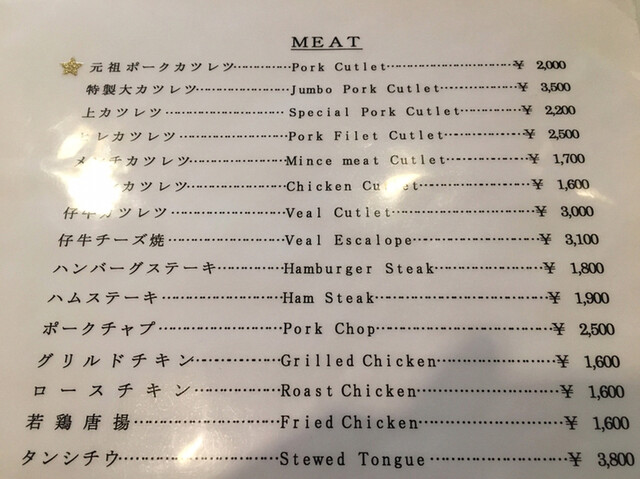 MEAT
元祖ポークカツレツ Pork Cutlet ¥ 2,000
特製大カツレツ Jumbo Pork Cutlet ¥ 3,500
上カツレツ Special Pork Cutlet ¥ 2,200
ヒレカツレツ Pork Filet Cutlet ¥ 2,500
メンチカツレツ Mince meat Cutlet ¥ 1,700
カツレツ Chicken Cutlet ¥ 1,600
仔牛カツレツ Veal Cutlet ¥ 3,000
仔牛チーズ焼 Veal Escalope ¥ 3,100
ハンバーグステーキ Hamburger Steak ¥ 1,800
ハムステーキ Ham Steak ¥ 1,900
ポークチャプ Pork Chop ¥ 2,500
グリルドチキン Grilled Chicken ¥ 1,600
ロースチキン Roast Chicken ¥ 1,600
若鶏唐揚 Fried Chicken ¥ 1,600
タンシチウ Stewed Tongue ¥ 3,800